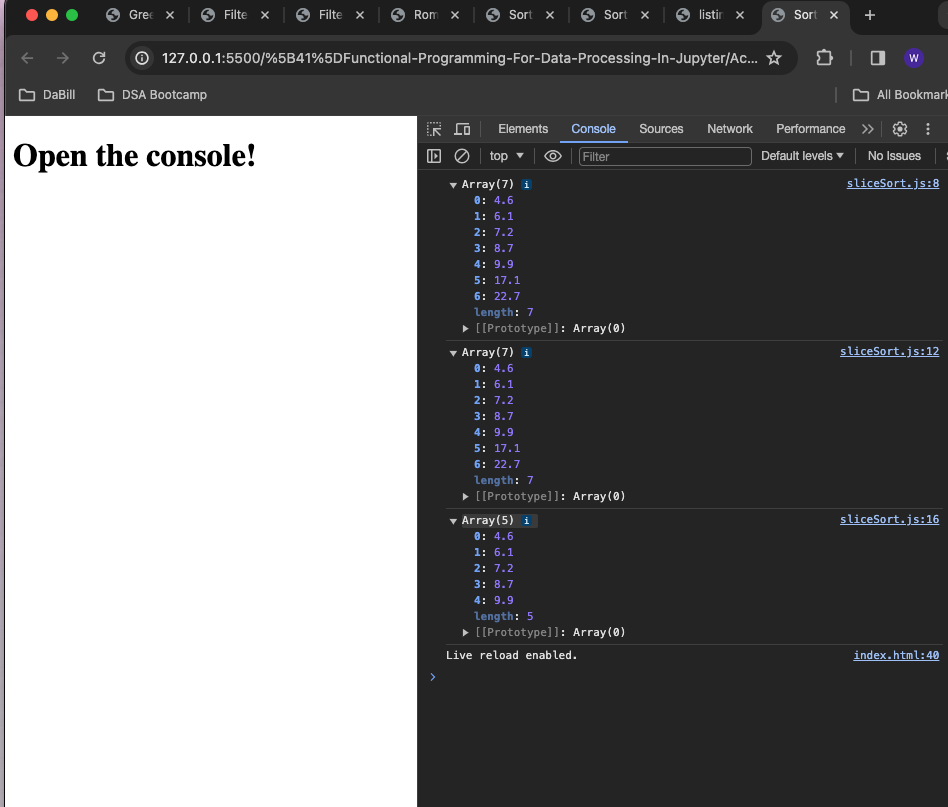 Gree Filte Filte Rom Sort Sort listin Sort
127.0.0.1:5500/%5B41%5DFunctional-Programming-For-Data-Processing-In-Jupyter/Ac... W
DaBill DSA Bootcamp All Bookmark
Open the console!
Elements Console Sources Network Performance
top Filter Default levels No Issues
Array(7) i sliceSort.js:8
0: 4.6
1: 6.1
2: 7.2
3: 8.7
4: 9.9
5: 17.1
6: 22.7
length: 7
[[Prototype]]: Array(0)
Array(7) i sliceSort.js:12
0: 4.6
1: 6.1
2: 7.2
3: 8.7
4: 9.9
5: 17.1
6: 22.7
length: 7
[[Prototype]]: Array(0)
Array(5) i sliceSort.js:16
0: 4.6
1: 6.1
2: 7.2
3: 8.7
4: 9.9
length: 5
[[Prototype]]: Array(0)
Live reload enabled. index.html:40